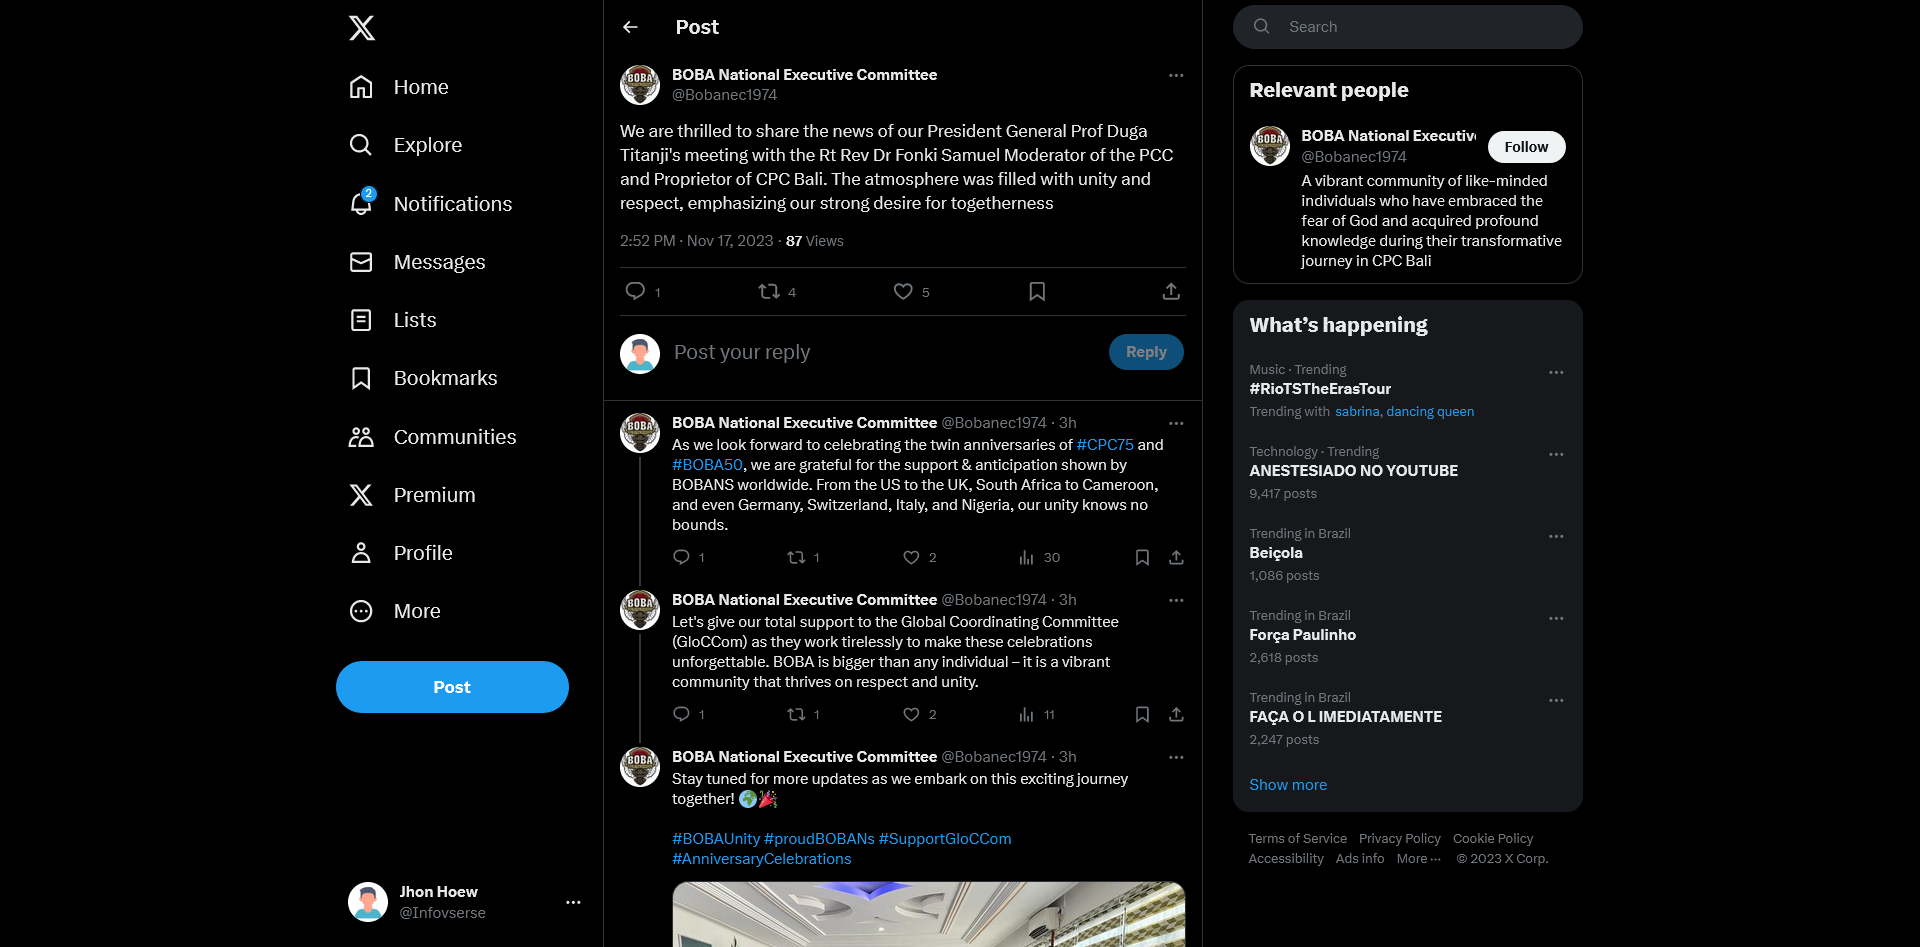 Home
Explore
2
Notifications
Messages
Lists
Bookmarks
Communities
Premium
Profile
More
Post
Jhon Hoew
@Infovserse
Post
BOBA
BOBA National Executive Committee
@Bobanec1974
We are thrilled to share the news of our President General Prof Duga
Titanji's meeting with the Rt Rev Dr Fonki Samuel Moderator of the PCC
and Proprietor of CPC Bali. The atmosphere was filled with unity and
respect, emphasizing our strong desire for togetherness
2:52 PM · Nov 17, 2023 · 87 Views
1 4 5
Post your reply Reply
BOBA
BOBA National Executive Committee @Bobanec1974 · 3h
As we look forward to celebrating the twin anniversaries of #CPC75 and
#BOBA50, we are grateful for the support & anticipation shown by
BOBANS worldwide. From the US to the UK, South Africa to Cameroon,
and even Germany, Switzerland, Italy, and Nigeria, our unity knows no
bounds.
1 1 2 30
BOBA
BOBA National Executive Committee @Bobanec1974 · 3h
Let's give our total support to the Global Coordinating Committee
(GloCCom) as they work tirelessly to make these celebrations
unforgettable. BOBA is bigger than any individual – it is a vibrant
community that thrives on respect and unity.
1 1 2 11
BOBA
BOBA National Executive Committee @Bobanec1974 · 3h
Stay tuned for more updates as we embark on this exciting journey
together! 🌍🎉
#BOBAUnity #proudBOBANs #SupportGloCCom
#AnniversaryCelebrations
Search
Relevant people
BOBA
BOBA National Executiv
@Bobanec1974
Follow
A vibrant community of like-minded
individuals who have embraced the
fear of God and acquired profound
knowledge during their transformative
journey in CPC Bali
What's happening
Music · Trending
#RioTSTheErasTour
Trending with sabrina, dancing queen
Technology · Trending
ANESTESIADO NO YOUTUBE
9,417 posts
Trending in Brazil
Beiçola
1,086 posts
Trending in Brazil
Força Paulinho
2,618 posts
Trending in Brazil
FAÇA O L IMEDIATAMENTE
2,247 posts
Show more
Terms of Service Privacy Policy Cookie Policy
Accessibility Ads info More ··· © 2023 X Corp.